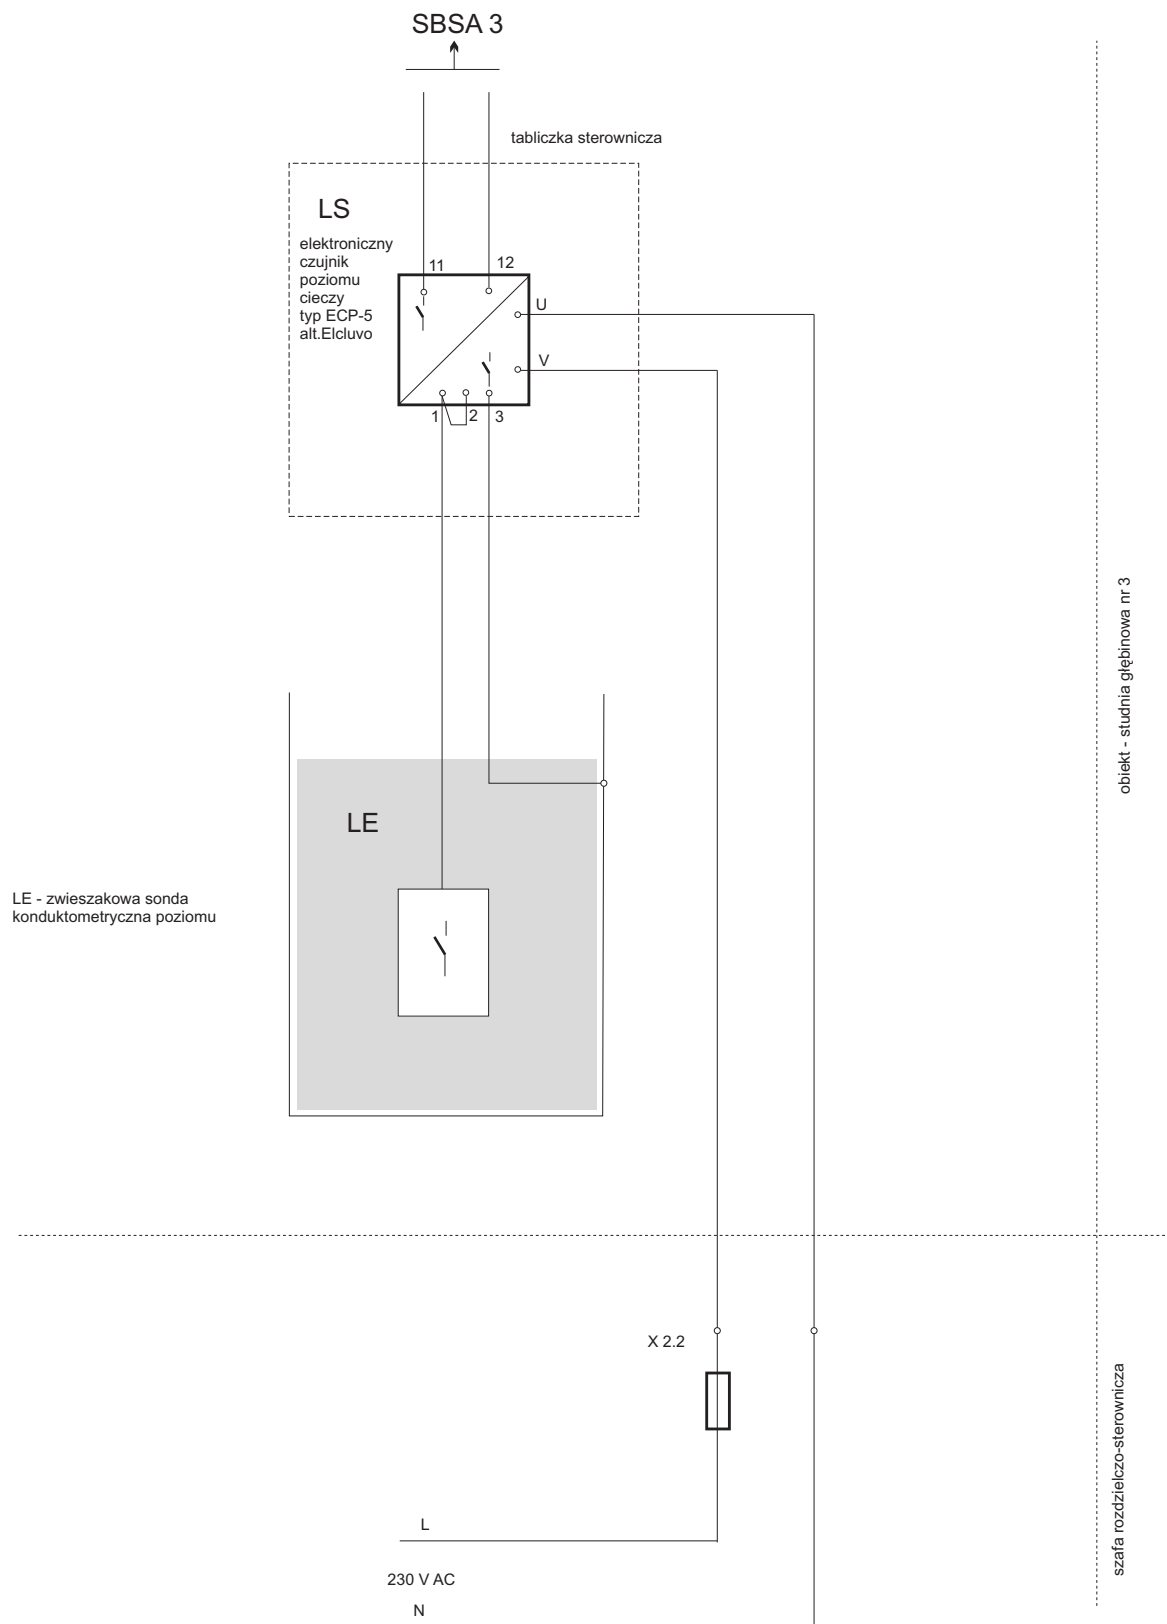 SBSA 3
tabliczka sterownicza
LS
elektroniczny
czujnik
poziomu
cieczy
typ ECP-5
alt.Elcluvo
11
12
U
V
1
2
3
LE
LE - zwieszakowa sonda
konduktometryczna poziomu
obiekt - studnia głębinowa nr 3
X 2.2
L
230 V AC
N
szafa rozdzielczo-sterownicza